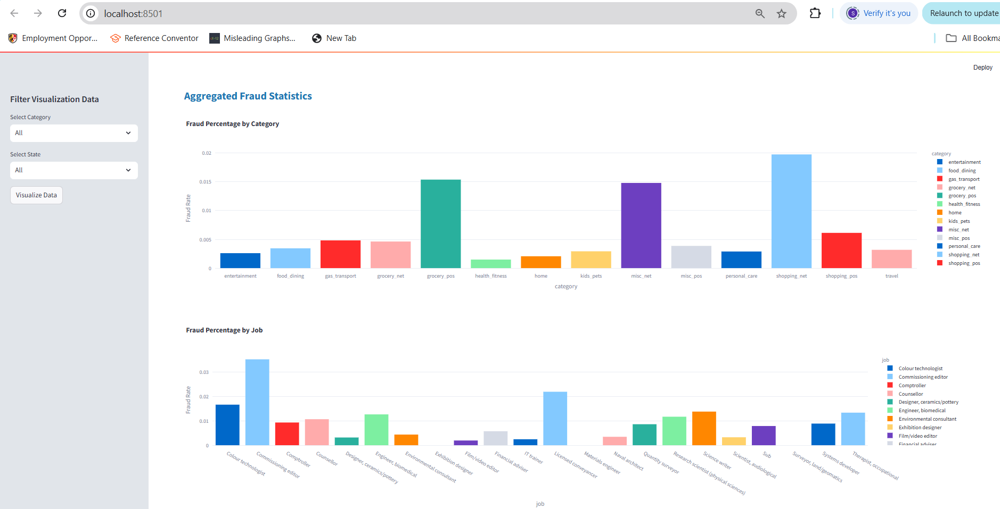 localhost:8501
Verify it's you
Relaunch to update
Employment Oppor...
Reference Conventor
Misleading Graphs...
New Tab
All Bookma
Deploy
Filter Visualization Data
Select Category
All
Select State
All
Visualize Data
Aggregated Fraud Statistics
Fraud Percentage by Category
0.02
0.015
0.01
0.005
0
Fraud Rate
entertainment
food_dining
gas_transport
grocery_net
grocery_pos
health_fitness
home
kids_pets
misc_net
misc_pos
personal_care
shopping_net
shopping_pos
travel
category
category
entertainment
food_dining
gas_transport
grocery_net
grocery_pos
health_fitness
home
kids_pets
misc_net
misc_pos
personal_care
shopping_net
shopping_pos
Fraud Percentage by Job
0.03
0.02
0.01
0
Fraud Rate
Colour technologist
Commissioning editor
Comptroller
Counsellor
Designer, ceramics/pottery
Engineer, biomedical
Environmental consultant
Exhibition designer
Film/video editor
Financial adviser
IT trainer
Licensed conveyancer
Materials engineer
Naval architect
Quantity surveyor
Research scientist (physical sciences)
Science writer
Scientist, audiological
Sub
Surveyor, land/geomatics
Systems developer
Therapist, occupational
job
job
Colour technologist
Commissioning editor
Comptroller
Counsellor
Designer, ceramics/pottery
Engineer, biomedical
Environmental consultant
Exhibition designer
Film/video editor
Financial adviser